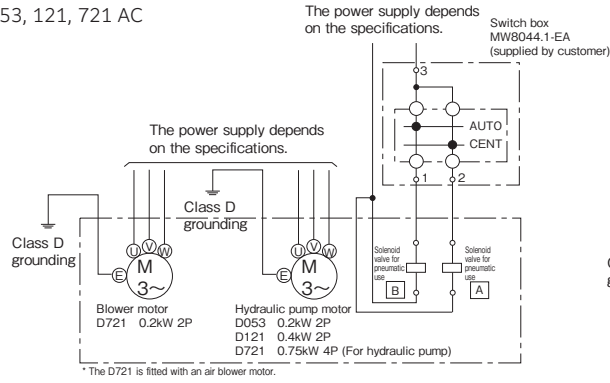 53, 121, 721 AC
The power supply depends
on the specifications.
Switch box
MW8044.1-EA
(supplied by customer)
3
AUTO
CENT
1
2
The power supply depends
on the specifications.
Class D
grounding
Class D
grounding
U V W
E
M
3~
U V W
E
M
3~
Solenoid
valve for
pneumatic
use
B
Solenoid
valve for
pneumatic
use
A
Blower motor
D721 0.2kW 2P
Hydraulic pump motor
D053 0.2kW 2P
D121 0.4kW 2P
D721 0.75kW 4P (For hydraulic pump)
* The D721 is fitted with an air blower motor.